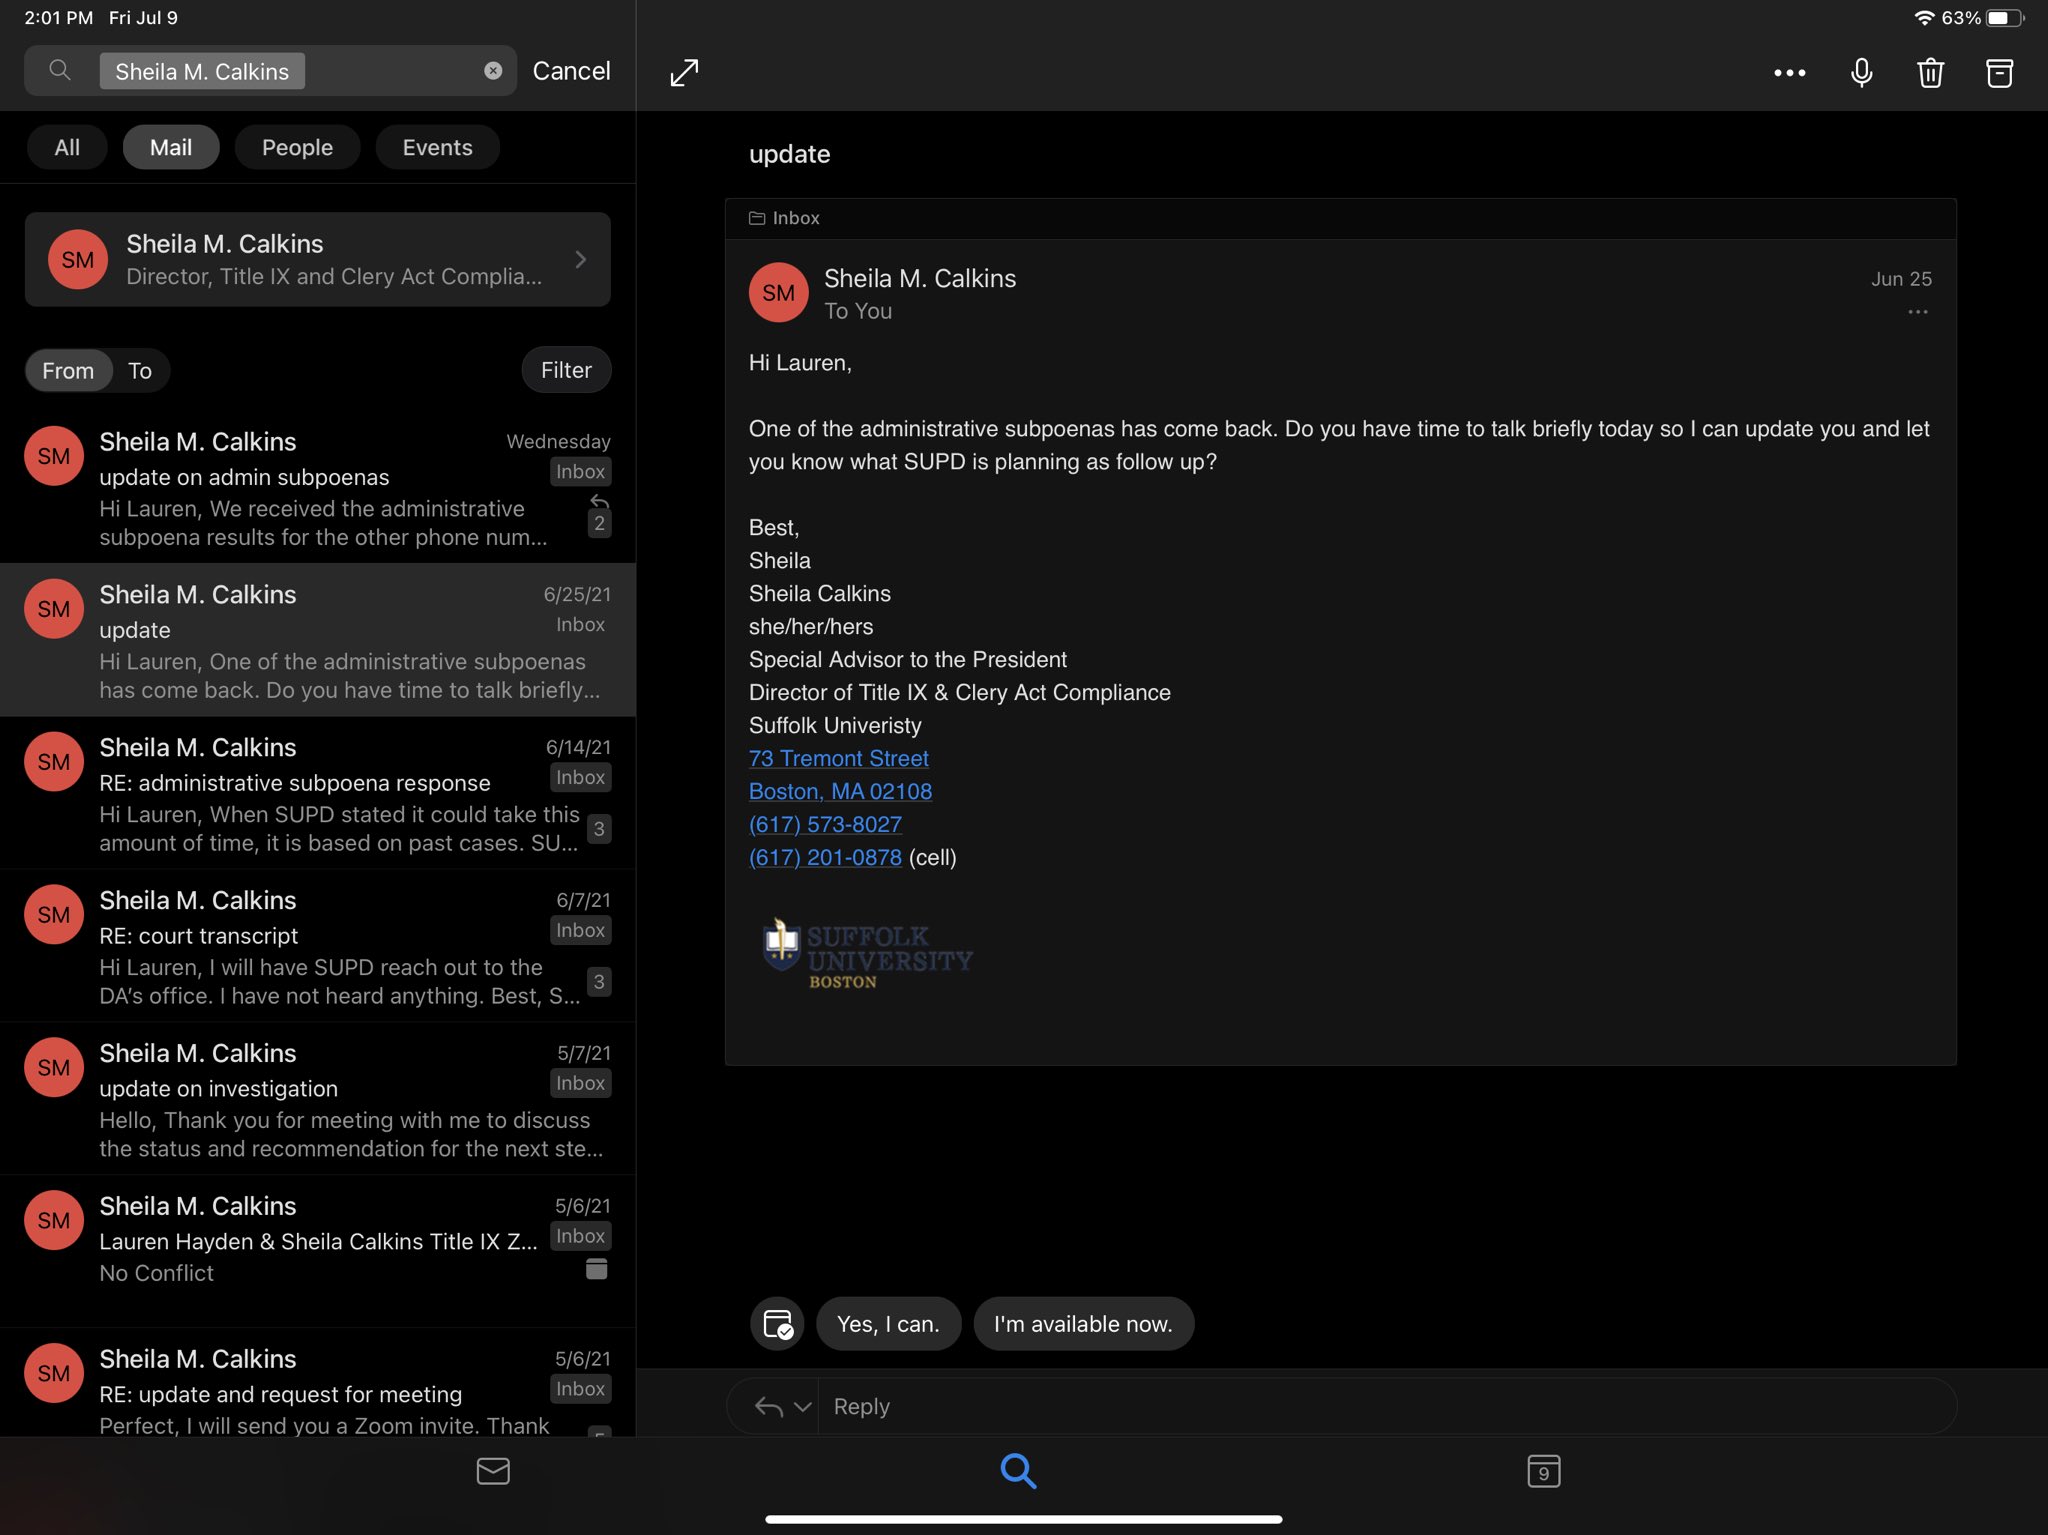 2:01 PM Fri Jul 9
63%
Sheila M. Calkins
Cancel
All
Mail
People
Events
SM
Sheila M. Calkins
Director, Title IX and Clery Act Complia...
From
To
Filter
SM
Sheila M. Calkins
Wednesday
update on admin subpoenas
Inbox
Hi Lauren, We received the administrative
subpoena results for the other phone num...
2
SM
Sheila M. Calkins
6/25/21
update
Inbox
Hi Lauren, One of the administrative subpoenas
has come back. Do you have time to talk briefly...
SM
Sheila M. Calkins
6/14/21
RE: administrative subpoena response
Inbox
Hi Lauren, When SUPD stated it could take this
amount of time, it is based on past cases. SU...
3
SM
Sheila M. Calkins
6/7/21
RE: court transcript
Inbox
Hi Lauren, I will have SUPD reach out to the
DA's office. I have not heard anything. Best, S...
3
SM
Sheila M. Calkins
5/7/21
update on investigation
Inbox
Hello, Thank you for meeting with me to discuss
the status and recommendation for the next ste...
SM
Sheila M. Calkins
5/6/21
Lauren Hayden & Sheila Calkins Title IX Z...
Inbox
No Conflict
SM
Sheila M. Calkins
5/6/21
RE: update and request for meeting
Inbox
Perfect, I will send you a Zoom invite. Thank
update
Inbox
SM
Sheila M. Calkins
Jun 25
To You
Hi Lauren,
One of the administrative subpoenas has come back. Do you have time to talk briefly today so I can update you and let
you know what SUPD is planning as follow up?
Best,
Sheila
Sheila Calkins
she/her/hers
Special Advisor to the President
Director of Title IX & Clery Act Compliance
Suffolk Univeristy
73 Tremont Street
Boston, MA 02108
(617) 573-8027
(617) 201-0878 (cell)
SUFFOLK
UNIVERSITY
BOSTON
Yes, I can.
I'm available now.
Reply
9